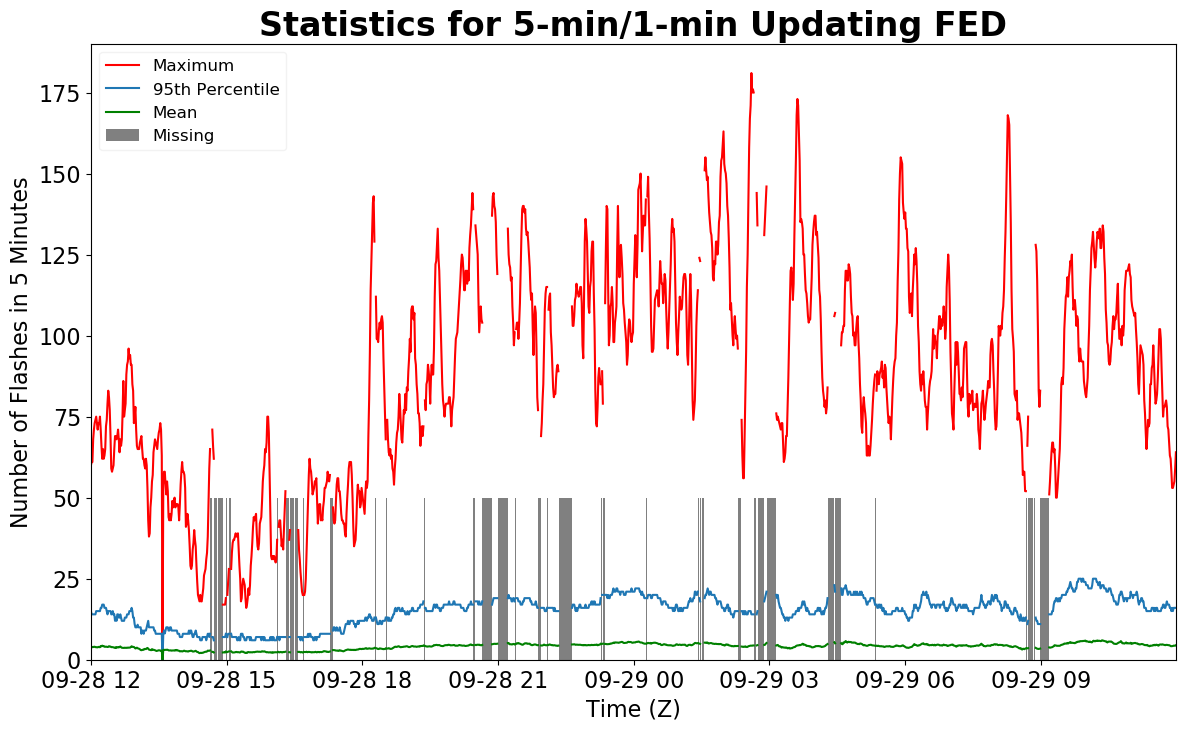 Statistics for 5-min/1-min Updating FED
Number of Flashes in 5 Minutes
175
150
125
100
75
50
25
0
Maximum
95th Percentile
Mean
Missing
09-28 12
09-28 15
09-28 18
09-28 21
09-29 00
09-29 03
09-29 06
09-29 09
Time (Z)